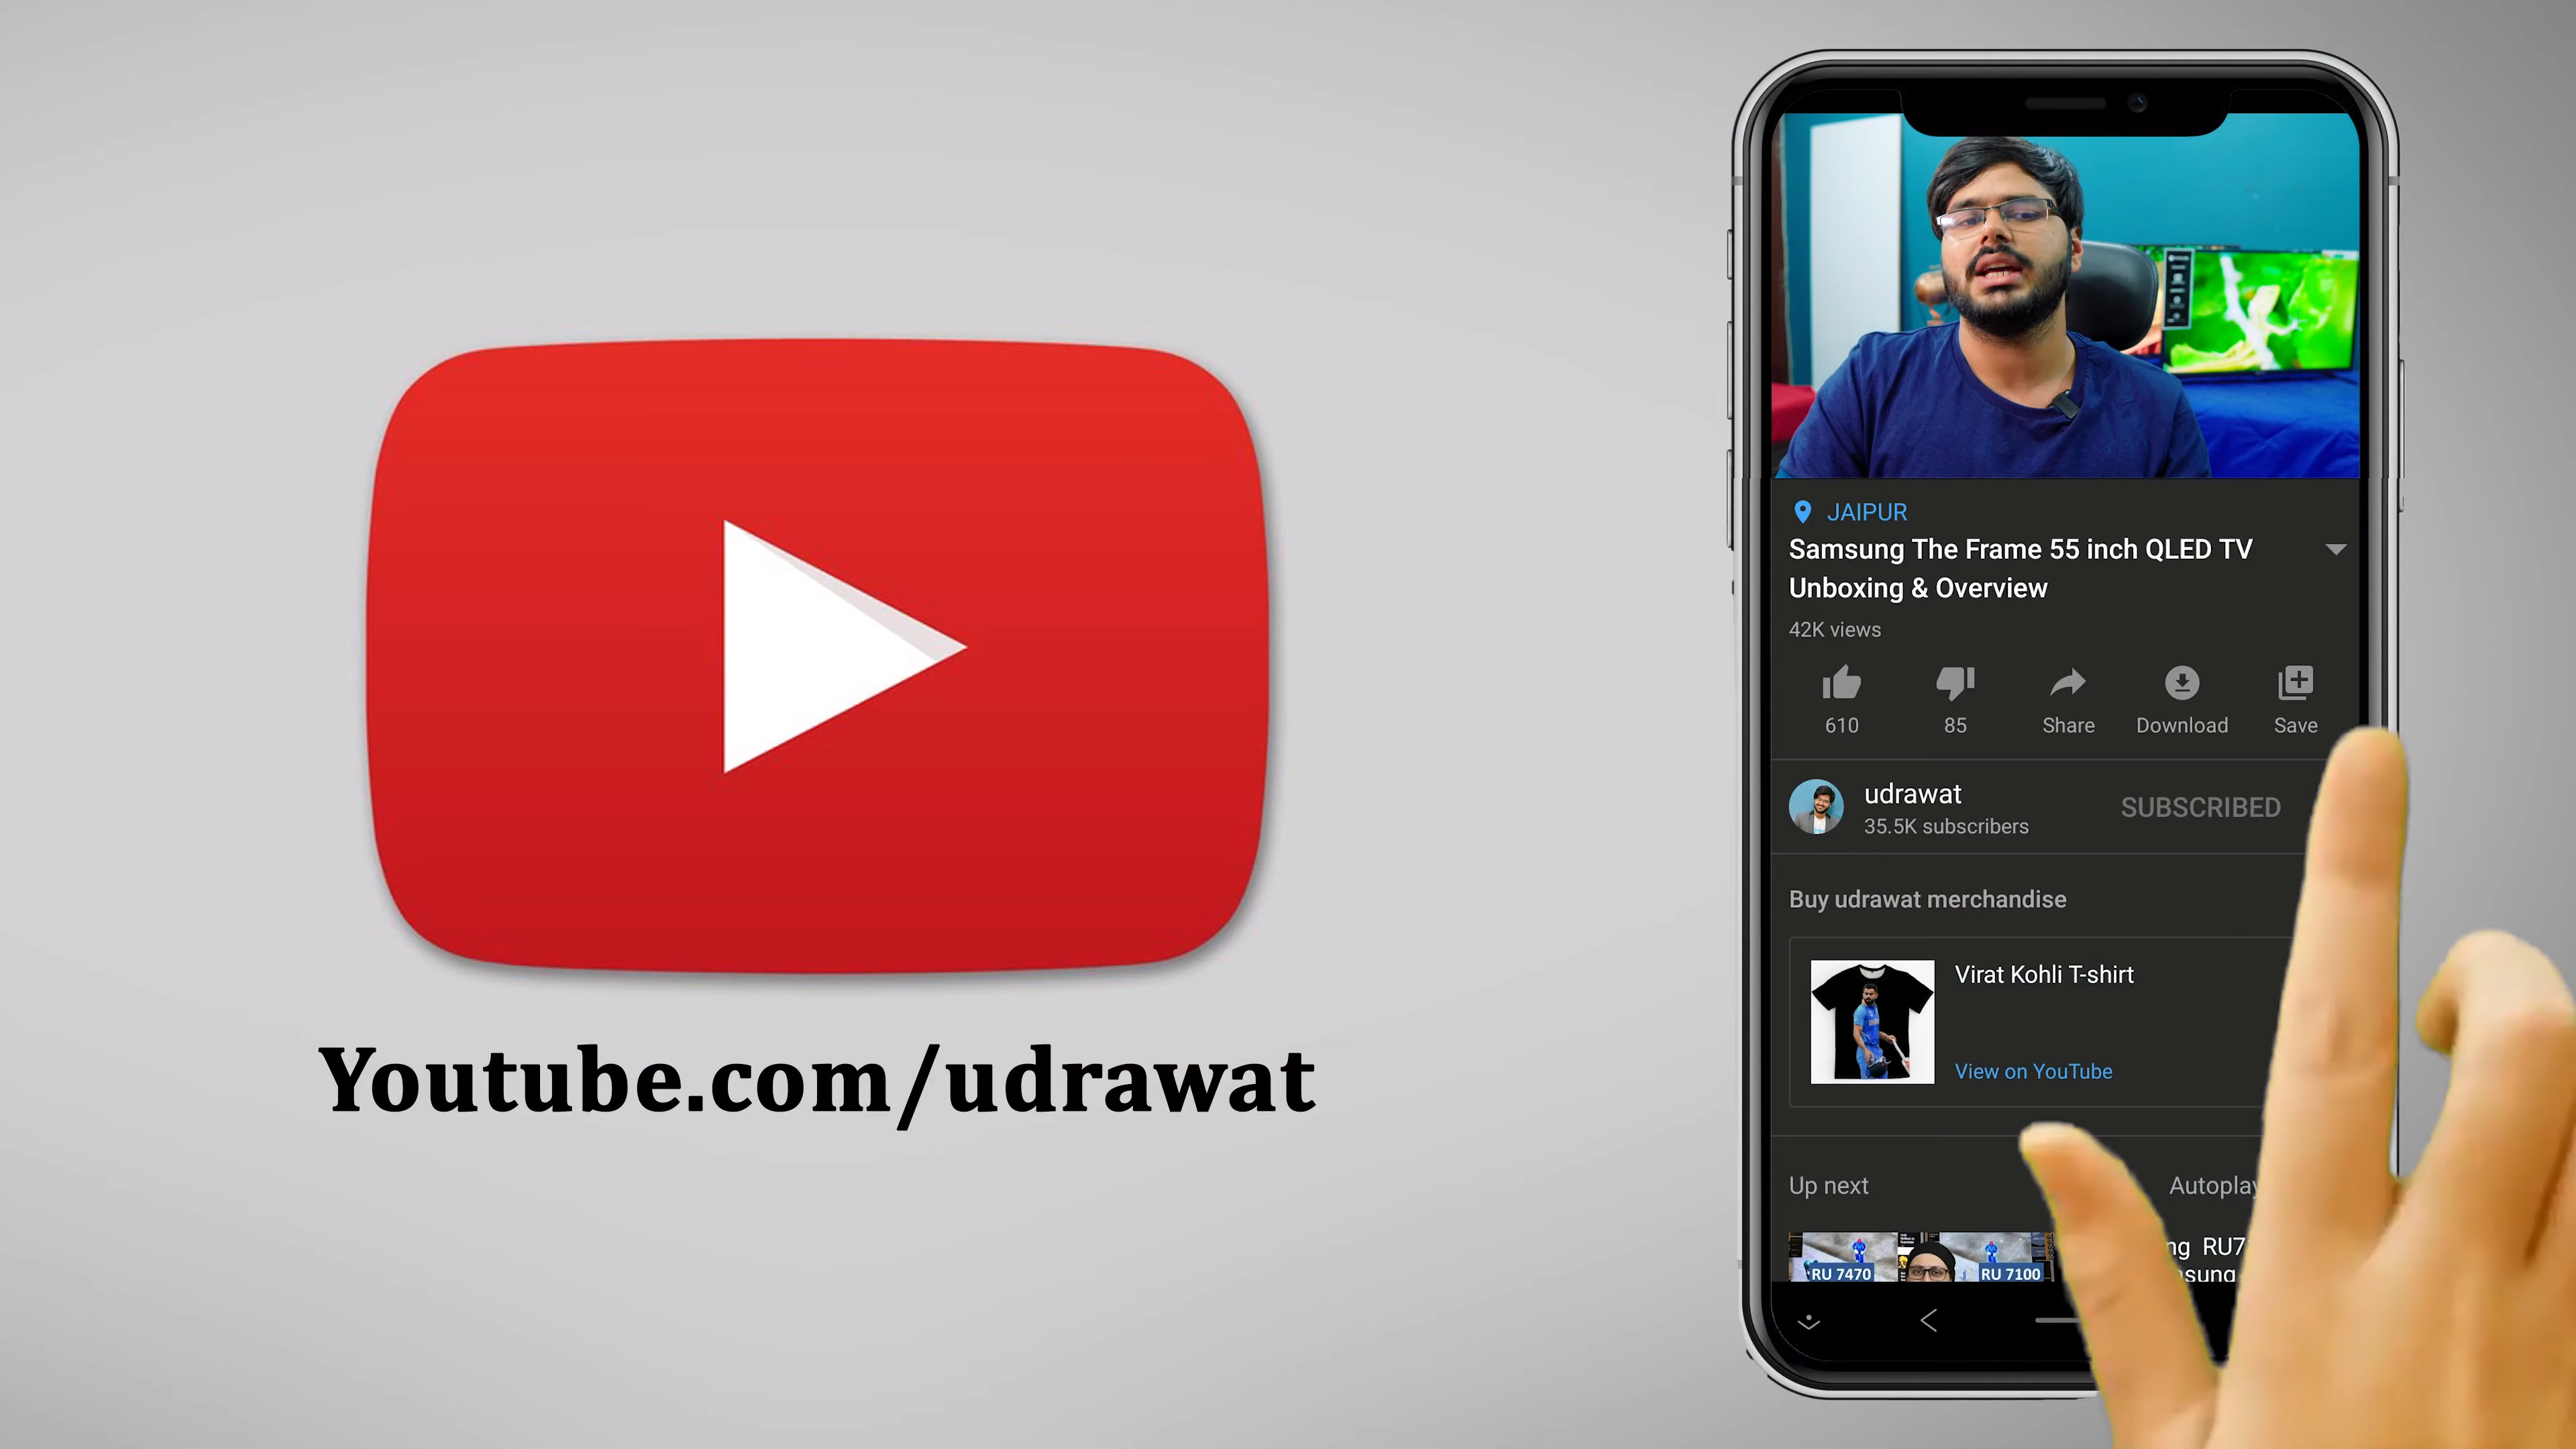 Youtube.com/udrawat
JAIPUR
Samsung The Frame 55 inch QLED TV
Unboxing & Overview
42K views
610
85
Share
Download
Save
udrawat
35.5K subscribers
SUBSCRIBED
Buy udrawat merchandise
Virat Kohli T-shirt
View on YouTube
Up next
Autoplay
RU 7470
RU 7100